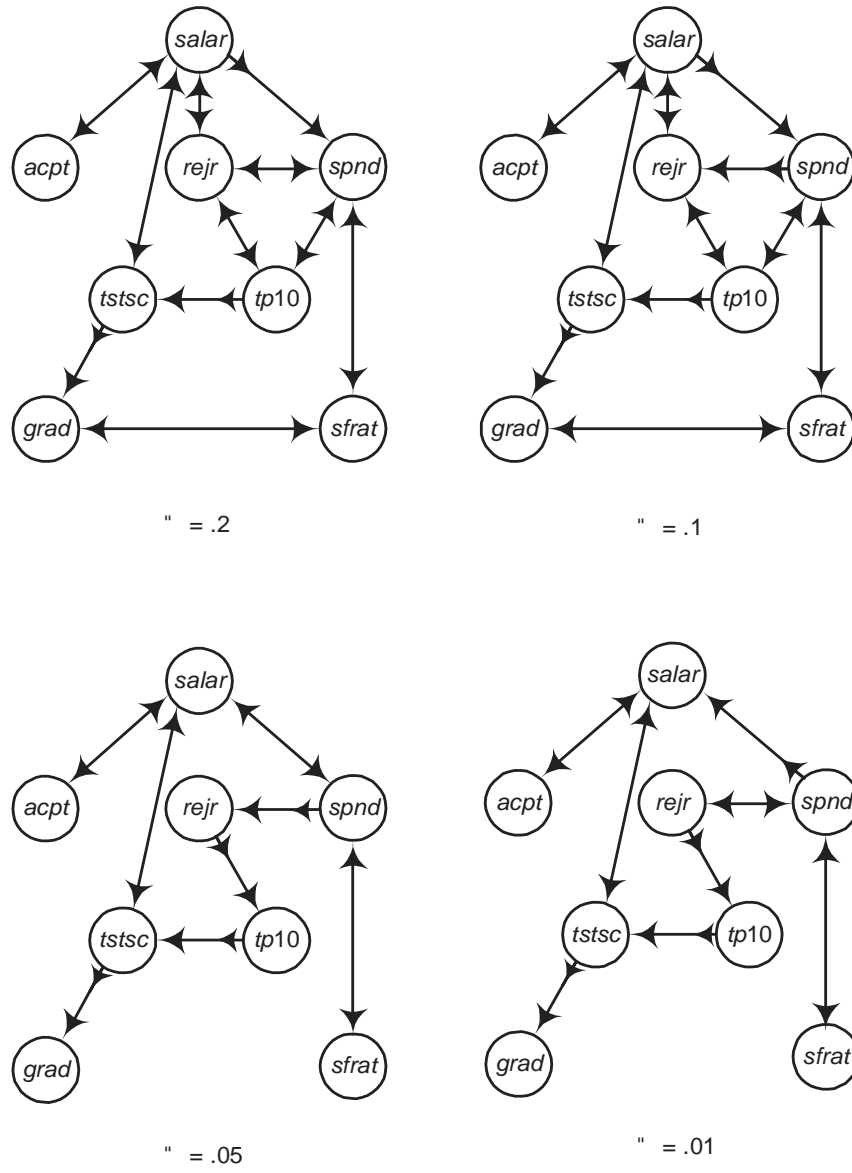 salar salar
acpt rejr spnd acpt rejr spnd
tstsc tp10 tstsc tp10
grad sfrat grad sfrat
" = .2 " = .1
salar salar
acpt rejr spnd acpt rejr spnd
tstsc tp10 tstsc tp10
grad sfrat grad sfrat
" = .05 " = .01